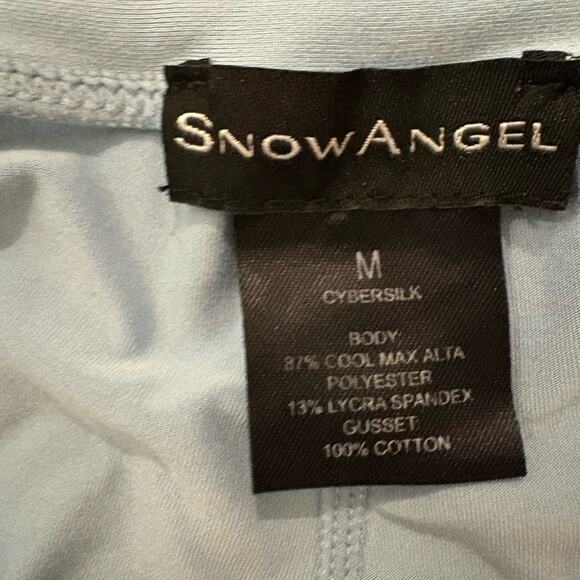 SNOWANGEL
M
CYBERSILK
BODY:
87% COOL MAX ALTA
POLYESTER
13% LYCRA SPANDEX
GUSSET:
100% COTTON